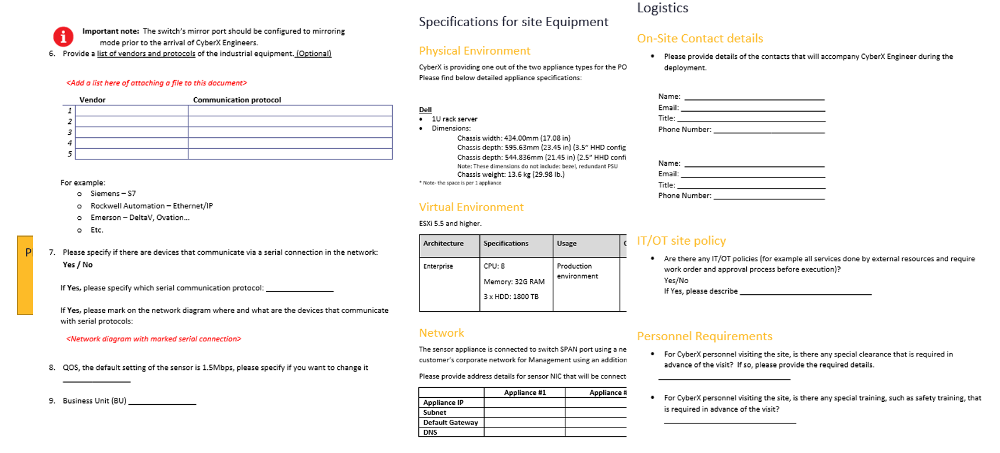 Important note: The switch's mirror port should be configured to mirroring
mode prior to the arrival of CyberX Engineers.
6. Provide a list of vendors and protocols of the industrial equipment. (Optional)
<Add a list here of attaching a file to this document>
Vendor Communication protocol
1
2
3
4
5
For example:
o Siemens – S7
o Rockwell Automation – Ethernet/IP
o Emerson – DeltaV, Ovation...
o Etc.
7. Please specify if there are devices that communicate via a serial connection in the network:
Yes / No
If Yes, please specify which serial communication protocol: ________________
If Yes, please mark on the network diagram where and what are the devices that communicate
with serial protocols:
<Network diagram with marked serial connection>
8. QOS, the default setting of the sensor is 1.5Mbps, please specify if you want to change it
________________
9. Business Unit (BU) ________________
Specifications for site Equipment
Physical Environment
CyberX is providing one out of the two appliance types for the PO
Please find below detailed appliance specifications:
Dell
• 1U rack server
• Dimensions:
Chassis width: 434.00mm (17.08 in)
Chassis depth: 595.63mm (23.45 in) (3.5" HHD config
Chassis depth: 544.836mm (21.45 in) (2.5" HHD confi
Note: These dimensions do not include: bezel, redundant PSU
Chassis weight: 13.6 kg (29.98 lb.)
* Note- the space is per 1 appliance
Virtual Environment
ESXi 5.5 and higher.
Architecture Specifications Usage
Enterprise CPU: 8 Production
environment
Memory: 32G RAM
3 x HDD: 1800 TB
Network
The sensor appliance is connected to switch SPAN port using a ne
customer's corporate network for Management using an addition
Please provide address details for sensor NIC that will be connect
Appliance #1 Appliance #
Appliance IP
Subnet
Default Gateway
DNS
Logistics
On-Site Contact details
• Please provide details of the contacts that will accompany CyberX Engineer during the
deployment.
Name: ________________
Email: ________________
Title: ________________
Phone Number: ________________
Name: ________________
Email: ________________
Title: ________________
Phone Number: ________________
IT/OT site policy
• Are there any IT/OT policies (for example all services done by external resources and require
work order and approval process before execution)?
Yes/No
If Yes, please describe ________________
Personnel Requirements
• For CyberX personnel visiting the site, is there any special clearance that is required in
advance of the visit? If so, please provide the required details.
________________
• For CyberX personnel visiting the site, is there any special training, such as safety training, that
is required in advance of the visit?
________________